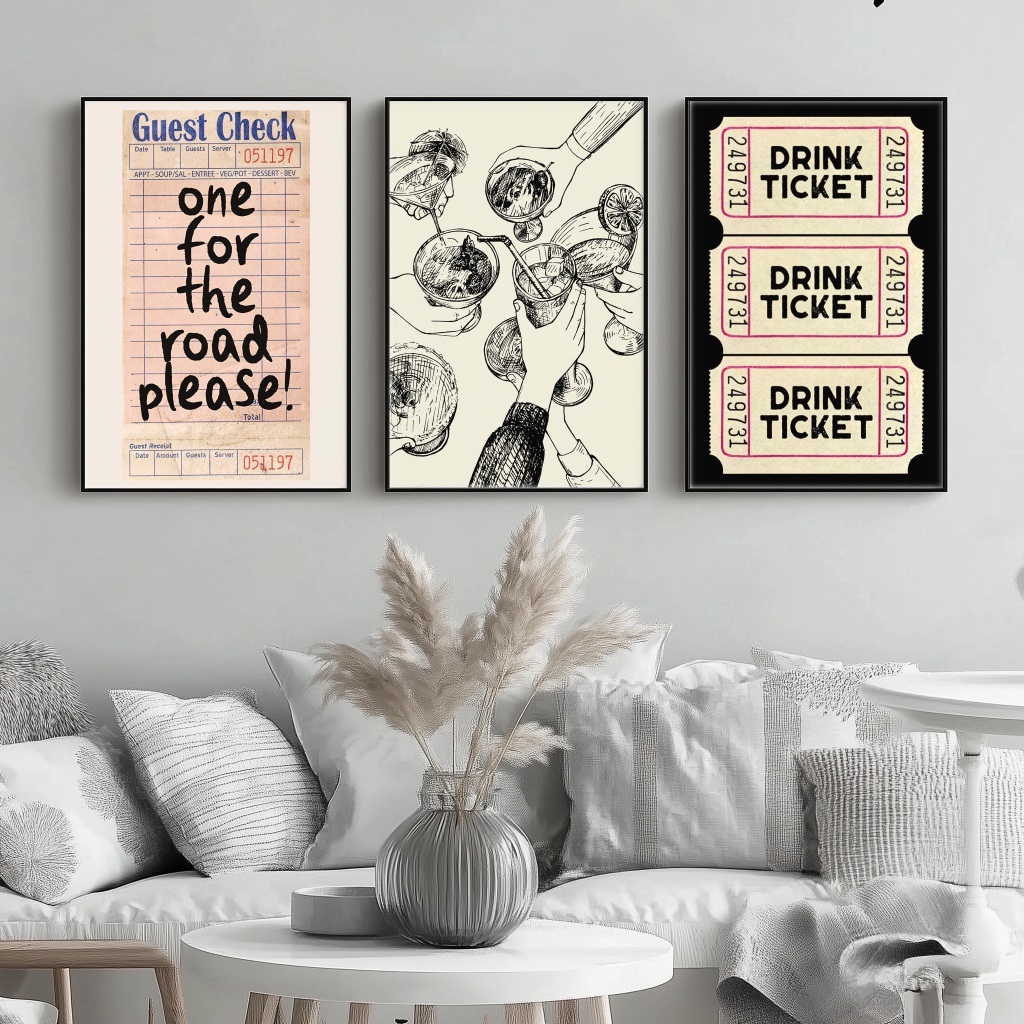 Guest Check
Date Table Guests Server 051197
APPT - SOUP/SAL - ENTREE - VEG/POT - DESSERT - BEV
one
for
the
road
please!
Total
Guest Receipt
Date Amount Guests Server 051197
249731 DRINK TICKET 249731
249731 DRINK TICKET 249731
249731 DRINK TICKET 249731